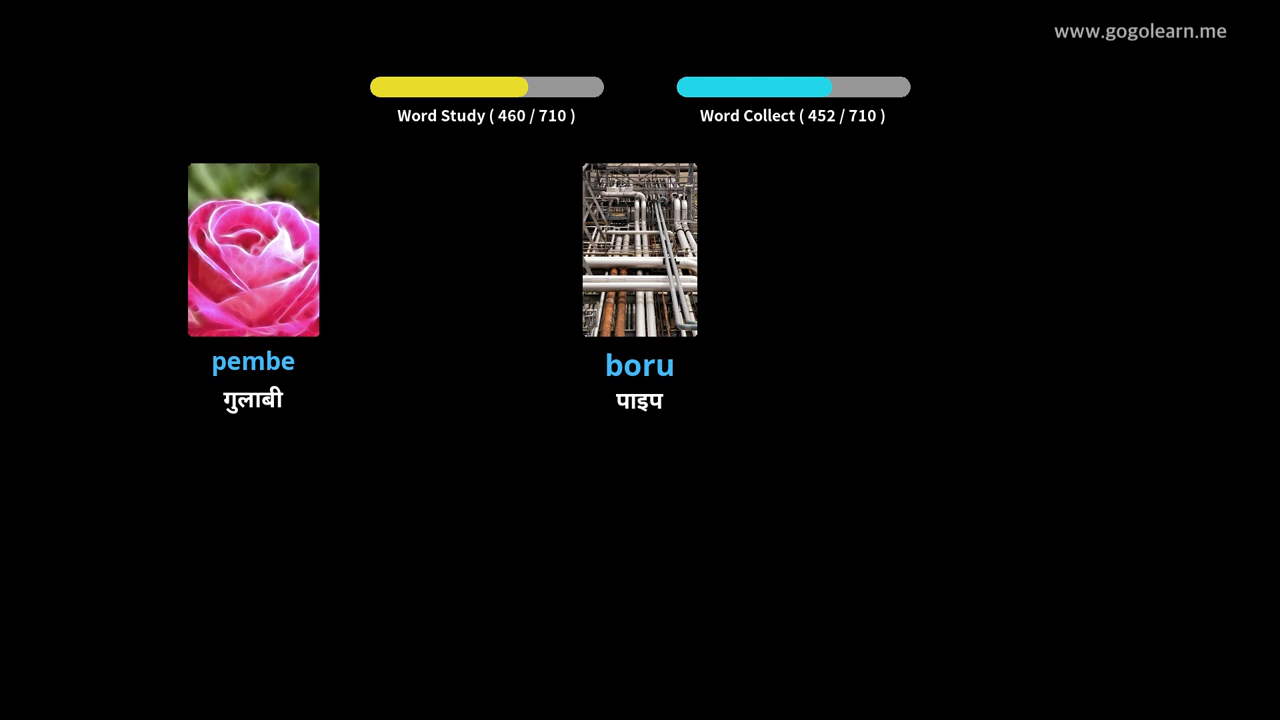 www.gogolearn.me
Word Study ( 460 / 710 )
Word Collect ( 452 / 710 )
pembe
गुलाबी
boru
पाइप